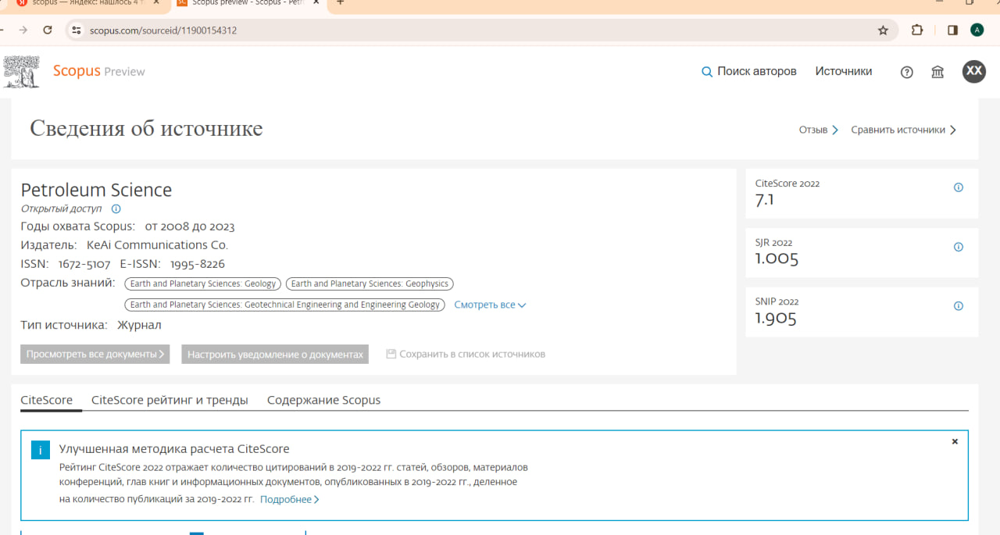 scopus — Яндекс: нашлось 4 т
Scopus preview - Scopus - Petr
scopus.com/sourceid/11900154312
A
Scopus Preview
Поиск авторов
Источники
XX
Сведения об источнике
Отзыв
Сравнить источники
Petroleum Science
Открытый доступ
Годы охвата Scopus: от 2008 до 2023
Издатель: KeAi Communications Co.
ISSN: 1672-5107 E-ISSN: 1995-8226
Отрасль знаний: Earth and Planetary Sciences: Geology Earth and Planetary Sciences: Geophysics
Earth and Planetary Sciences: Geotechnical Engineering and Engineering Geology Смотреть все
Тип источника: Журнал
Просмотреть все документы Настроить уведомление о документах Сохранить в список источников
CiteScore 2022
7.1
SJR 2022
1.005
SNIP 2022
1.905
CiteScore CiteScore рейтинг и тренды Содержание Scopus
Улучшенная методика расчета CiteScore
Рейтинг CiteScore 2022 отражает количество цитирований в 2019-2022 гг. статей, обзоров, материалов
конференций, глав книг и информационных документов, опубликованных в 2019-2022 гг., деленное
на количество публикаций за 2019-2022 гг. Подробнее